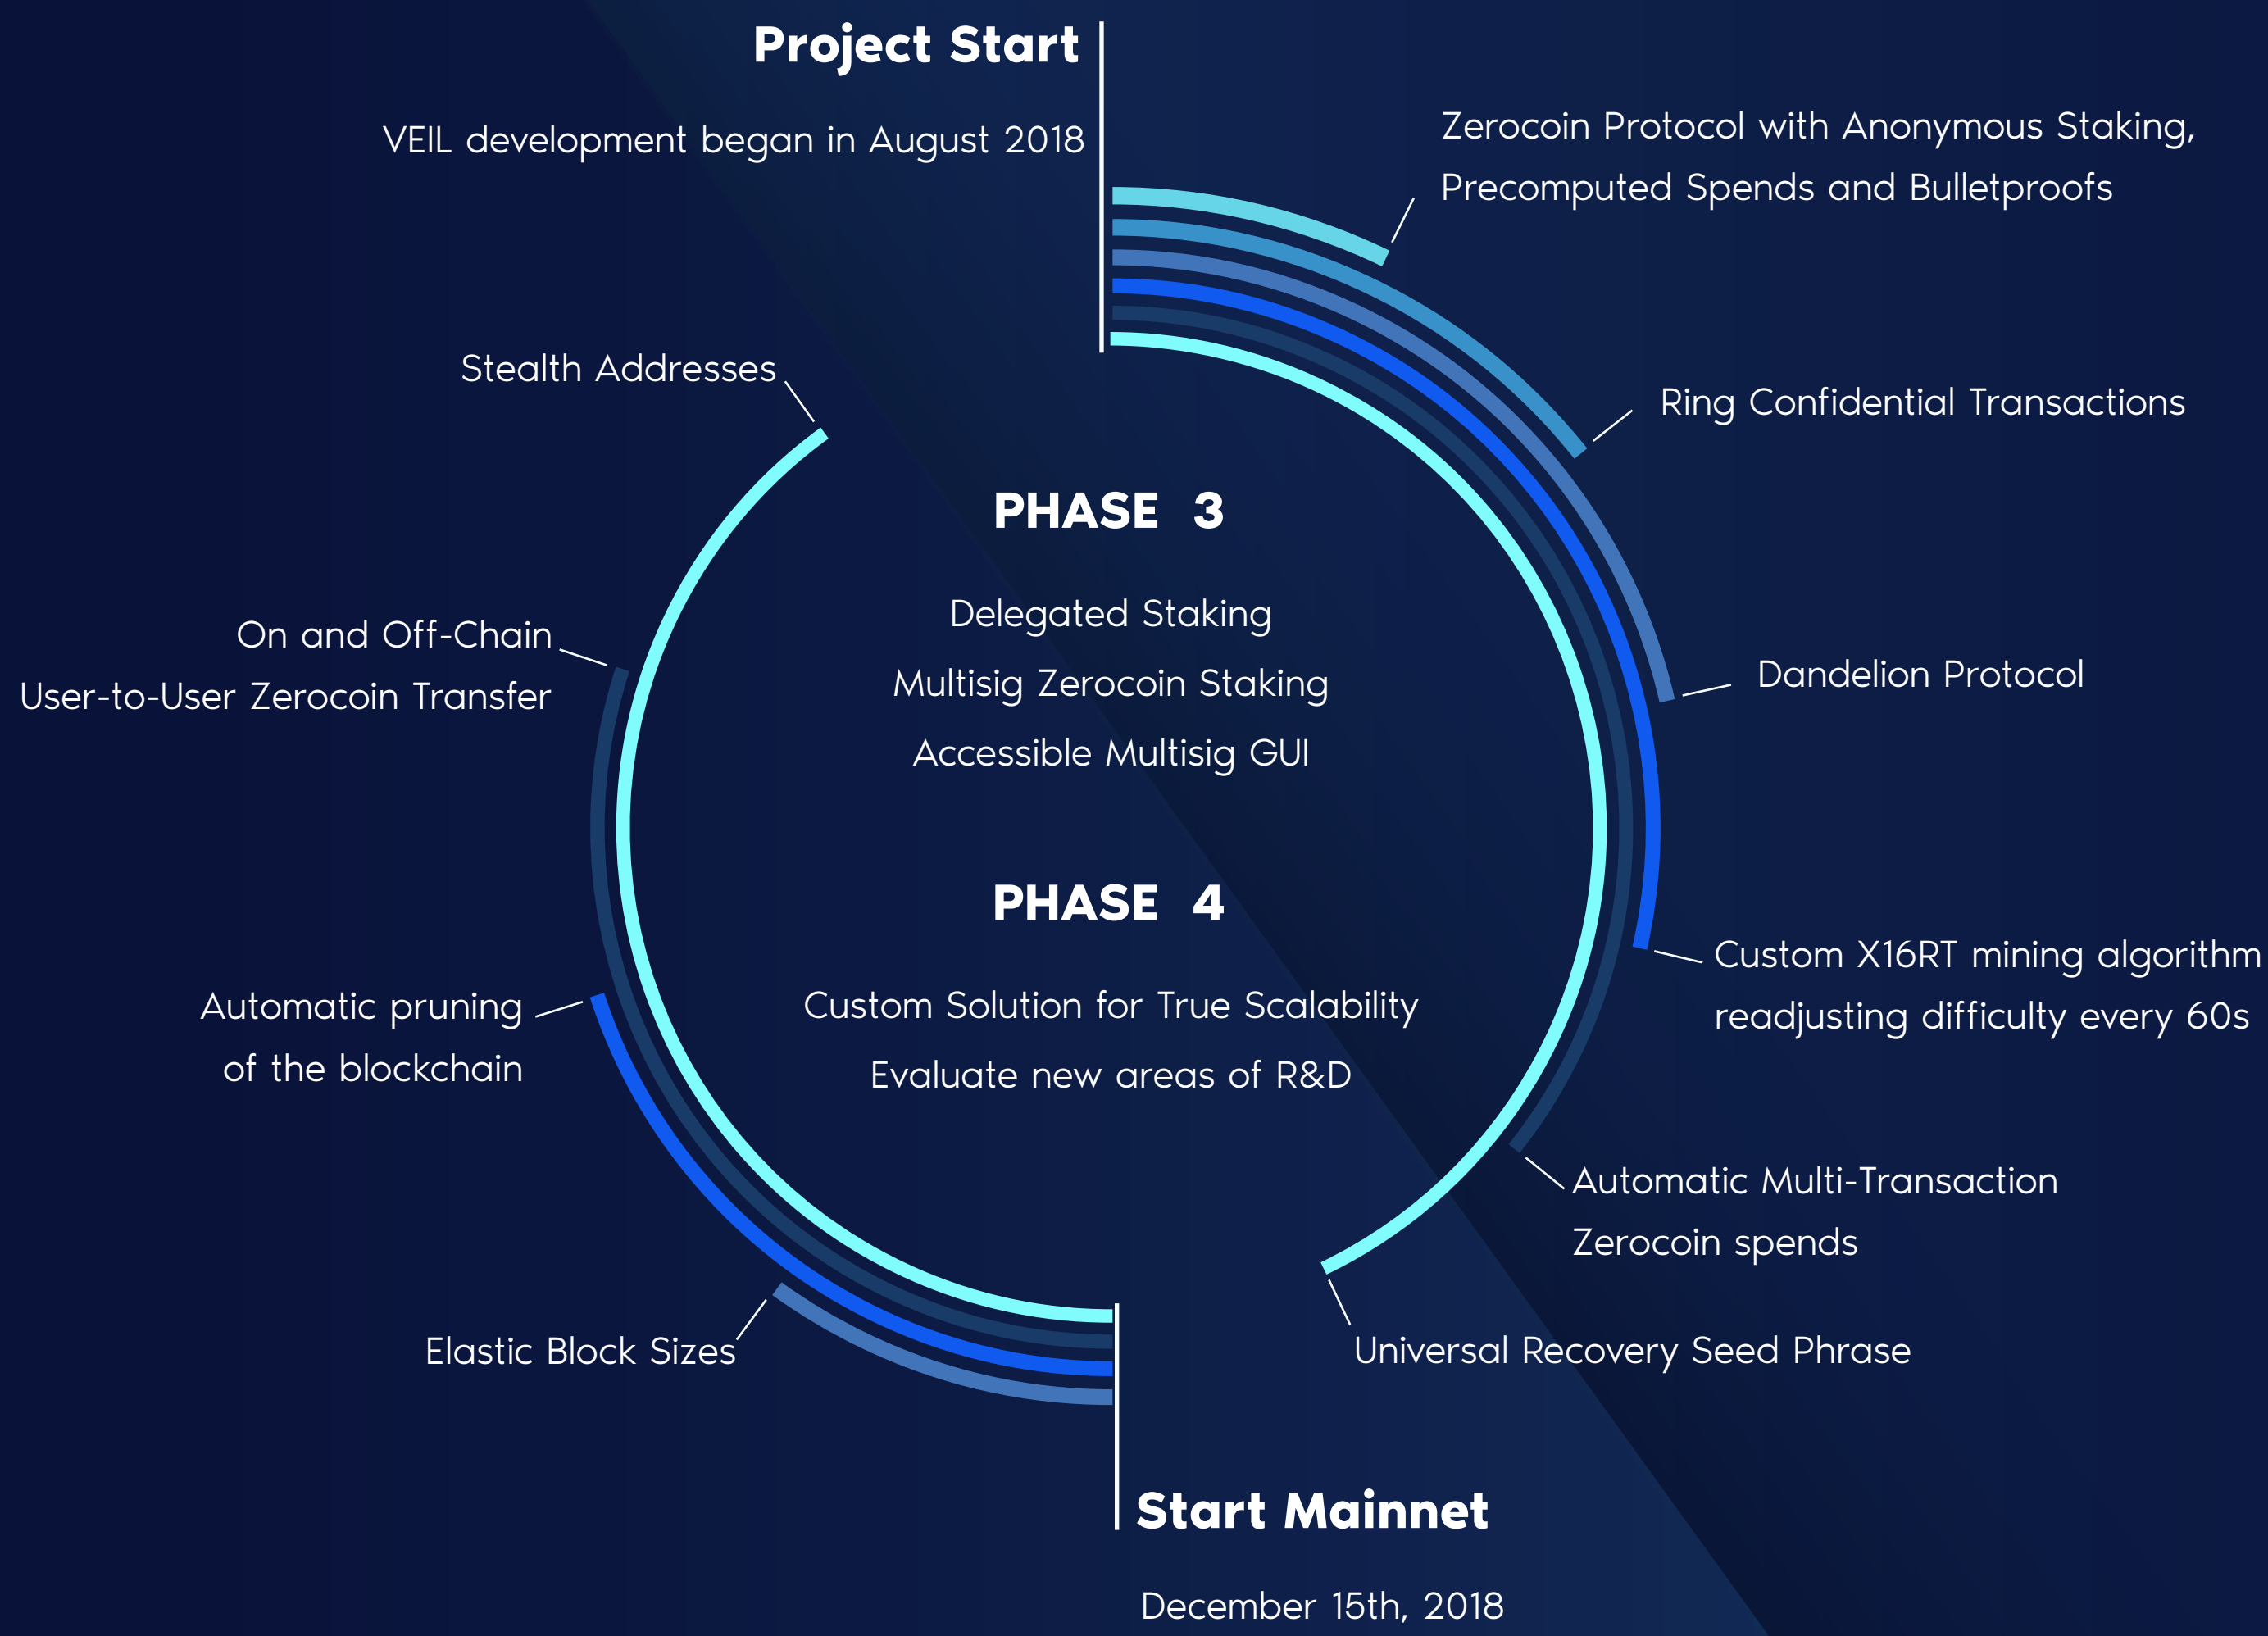 Project Start
VEIL development began in August 2018
Zerocoin Protocol with Anonymous Staking,
Precomputed Spends and Bulletproofs
Ring Confidential Transactions
Dandelion Protocol
Custom X16RT mining algorithm
readjusting difficulty every 60s
Automatic Multi-Transaction
Zerocoin spends
Universal Recovery Seed Phrase
Start Mainnet
December 15th, 2018
Elastic Block Sizes
Automatic pruning
of the blockchain
On and Off-Chain
User-to-User Zerocoin Transfer
Stealth Addresses
PHASE 3
Delegated Staking
Multisig Zerocoin Staking
Accessible Multisig GUI
PHASE 4
Custom Solution for True Scalability
Evaluate new areas of R&D